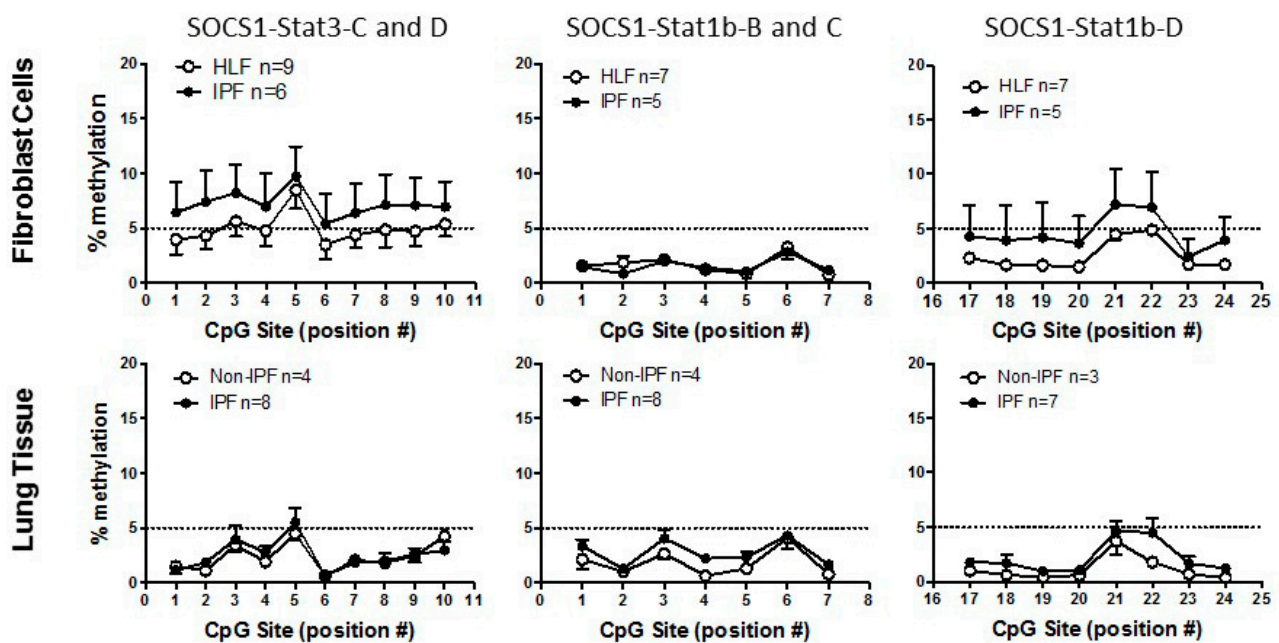 SOCS1-Stat3-C and D
SOCS1-Stat1b-B and C
SOCS1-Stat1b-D
Fibroblast Cells
% methylation
20
15
10
5
0
HLF n=9
IPF n=6
0 1 2 3 4 5 6 7 8 9 10 11
CpG Site (position #)
20
15
10
5
0
HLF n=7
IPF n=5
0 1 2 3 4 5 6 7 8
CpG Site (position #)
20
15
10
5
0
HLF n=7
IPF n=5
16 17 18 19 20 21 22 23 24 25
CpG Site (position #)
Lung Tissue
% methylation
20
15
10
5
0
Non-IPF n=4
IPF n=8
0 1 2 3 4 5 6 7 8 9 10 11
CpG Site (position #)
20
15
10
5
0
Non-IPF n=4
IPF n=8
0 1 2 3 4 5 6 7 8
CpG Site (position #)
20
15
10
5
0
Non-IPF n=3
IPF n=7
16 17 18 19 20 21 22 23 24 25
CpG Site (position #)